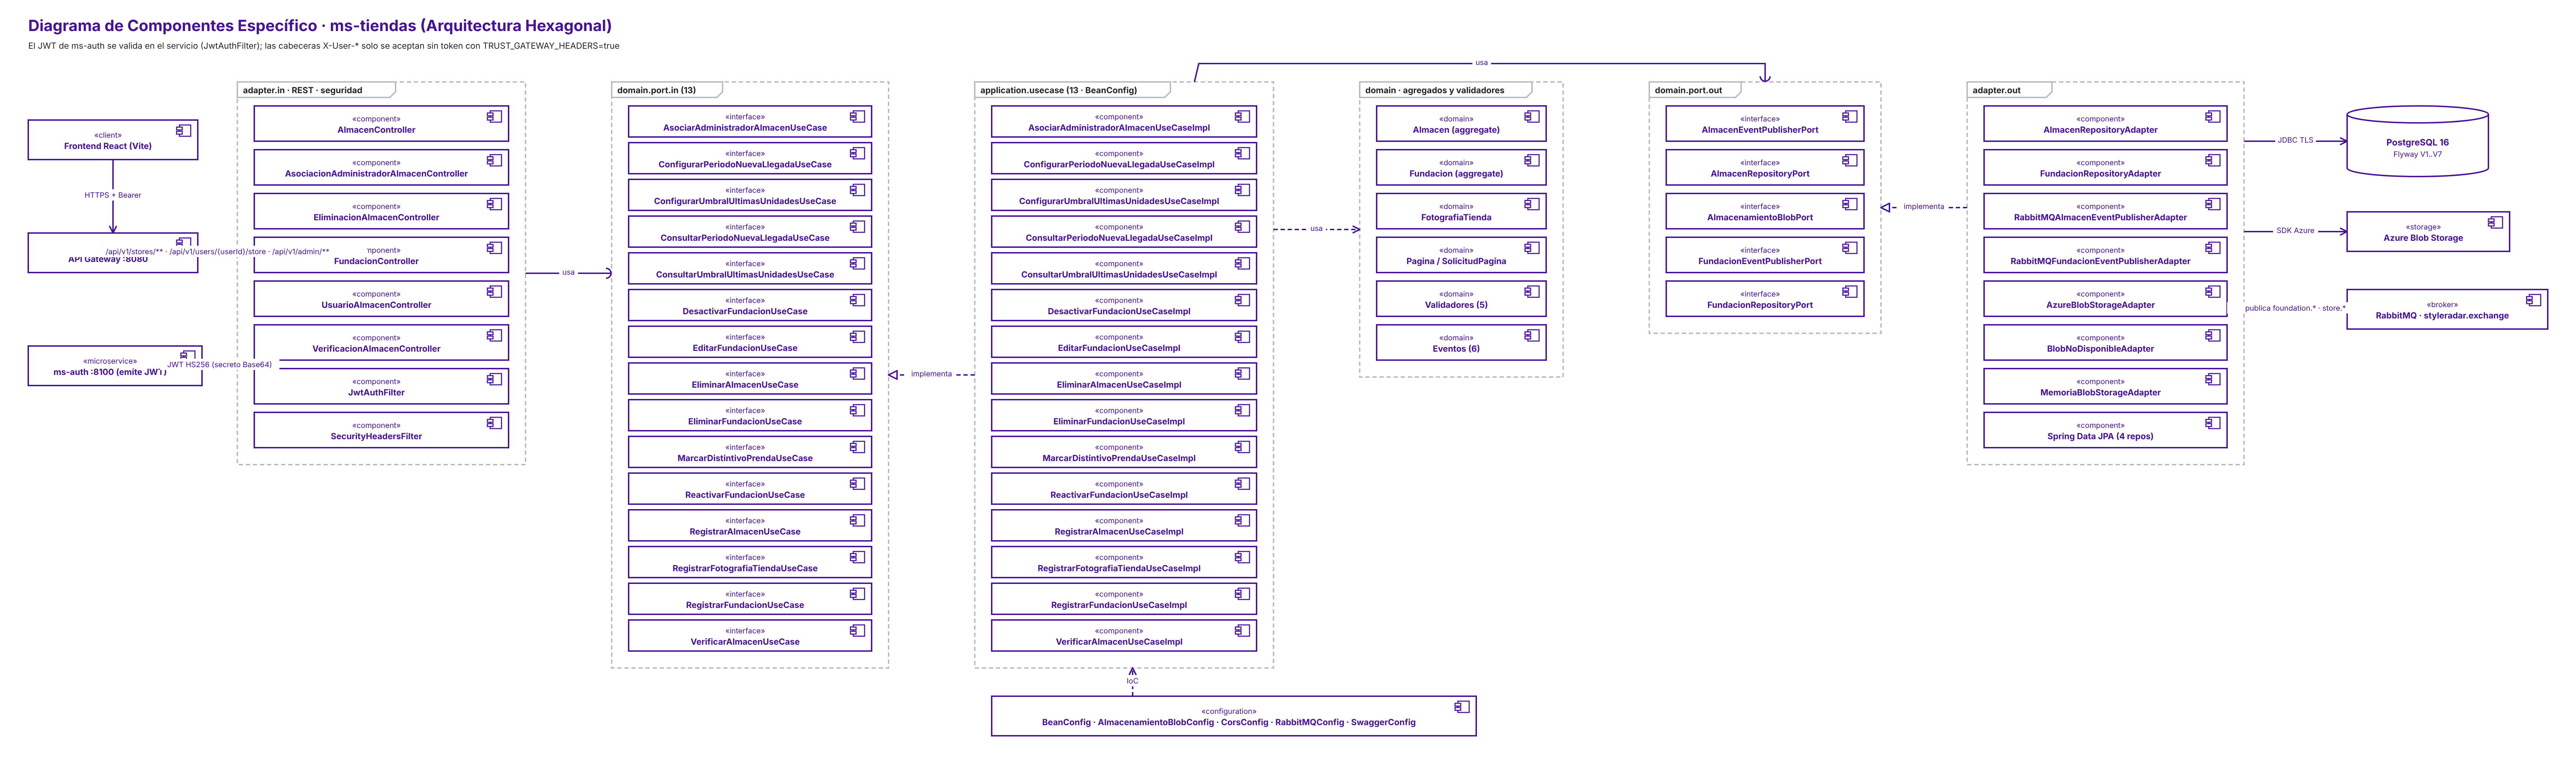 Diagrama de Componentes Específico · ms-tiendas (Arquitectura Hexagonal)
El JWT de ms-auth se valida en el servicio (JwtAuthFilter); las cabeceras X-User-* solo se aceptan sin token con TRUST_GATEWAY_HEADERS=true
«client»
Frontend React (Vite)
HTTPS + Bearer
API Gateway :8080
/api/v1/stores/** · /api/v1/users/{userId}/store · /api/v1/admin/**
«microservice»
ms-auth :8100 (emite JWT)
JWT HS256 (secreto Base64)
adapter.in · REST · seguridad
«component»
AlmacenController
«component»
AsociacionAdministradorAlmacenController
«component»
EliminacionAlmacenController
mponent»
FundacionController
«component»
UsuarioAlmacenController
«component»
VerificacionAlmacenController
«component»
JwtAuthFilter
«component»
SecurityHeadersFilter
usa
domain.port.in (13)
«interface»
AsociarAdministradorAlmacenUseCase
«interface»
ConfigurarPeriodoNuevaLlegadaUseCase
«interface»
ConfigurarUmbralUltimasUnidadesUseCase
«interface»
ConsultarPeriodoNuevaLlegadaUseCase
«interface»
ConsultarUmbralUltimasUnidadesUseCase
«interface»
DesactivarFundacionUseCase
«interface»
EditarFundacionUseCase
«interface»
EliminarAlmacenUseCase
«interface»
EliminarFundacionUseCase
«interface»
MarcarDistintivoPrendaUseCase
«interface»
ReactivarFundacionUseCase
«interface»
RegistrarAlmacenUseCase
«interface»
RegistrarFotografiaTiendaUseCase
«interface»
RegistrarFundacionUseCase
«interface»
VerificarAlmacenUseCase
implementa
application.usecase (13 · BeanConfig)
«component»
AsociarAdministradorAlmacenUseCaseImpl
«component»
ConfigurarPeriodoNuevaLlegadaUseCaseImpl
«component»
ConfigurarUmbralUltimasUnidadesUseCaseImpl
«component»
ConsultarPeriodoNuevaLlegadaUseCaseImpl
«component»
ConsultarUmbralUltimasUnidadesUseCaseImpl
«component»
DesactivarFundacionUseCaseImpl
«component»
EditarFundacionUseCaseImpl
«component»
EliminarAlmacenUseCaseImpl
«component»
EliminarFundacionUseCaseImpl
«component»
MarcarDistintivoPrendaUseCaseImpl
«component»
ReactivarFundacionUseCaseImpl
«component»
RegistrarAlmacenUseCaseImpl
«component»
RegistrarFotografiaTiendaUseCaseImpl
«component»
RegistrarFundacionUseCaseImpl
«component»
VerificarAlmacenUseCaseImpl
IoC
«configuration»
BeanConfig · AlmacenamientoBlobConfig · CorsConfig · RabbitMQConfig · SwaggerConfig
usa
usa
domain · agregados y validadores
«domain»
Almacen (aggregate)
«domain»
Fundacion (aggregate)
«domain»
FotografiaTienda
«domain»
Pagina / SolicitudPagina
«domain»
Validadores (5)
«domain»
Eventos (6)
domain.port.out
«interface»
AlmacenEventPublisherPort
«interface»
AlmacenRepositoryPort
«interface»
AlmacenamientoBlobPort
«interface»
FundacionEventPublisherPort
«interface»
FundacionRepositoryPort
implementa
adapter.out
«component»
AlmacenRepositoryAdapter
«component»
FundacionRepositoryAdapter
«component»
RabbitMQAlmacenEventPublisherAdapter
«component»
RabbitMQFundacionEventPublisherAdapter
«component»
AzureBlobStorageAdapter
«component»
BlobNoDisponibleAdapter
«component»
MemoriaBlobStorageAdapter
«component»
Spring Data JPA (4 repos)
JDBC TLS
PostgreSQL 16
Flyway V1..V7
SDK Azure
«storage»
Azure Blob Storage
publica foundation.* · store.*
«broker»
RabbitMQ · styleradar.exchange